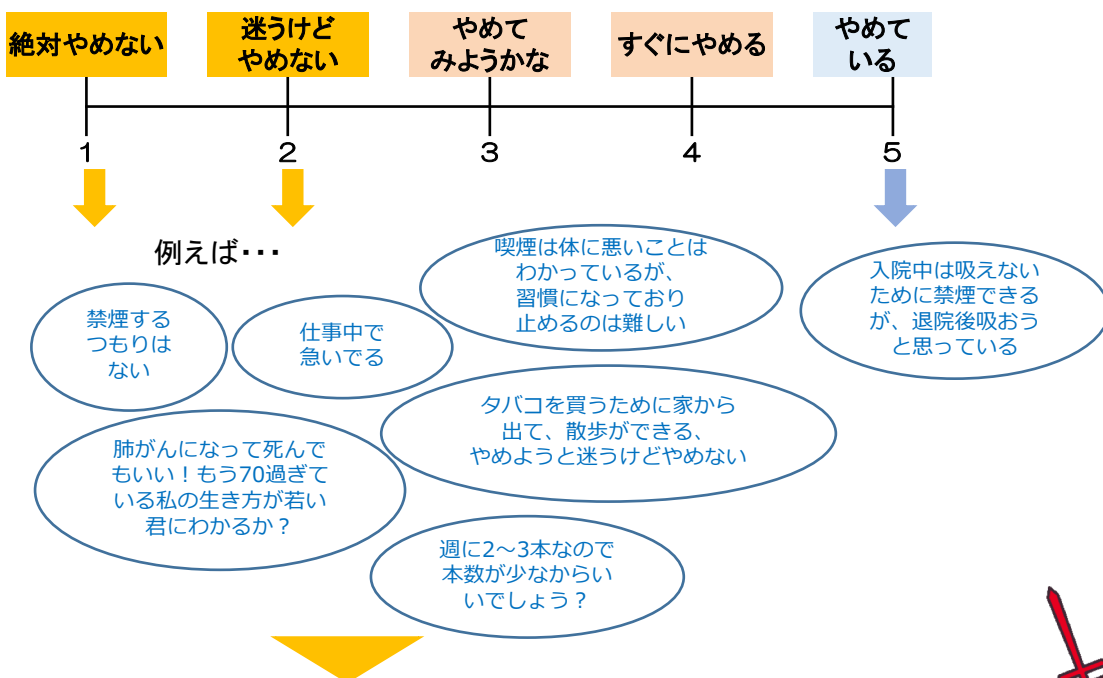 絶対やめない
迷うけど
やめない
やめて
みようかな
すぐにやめる
やめて
いる
1
2
3
4
5
例えば・・・
喫煙は体に悪いことは
わかっているが、
習慣になっており
止めるのは難しい
入院中は吸えない
ために禁煙できる
が、退院後吸おう
と思っている
禁煙する
つもりは
ない
仕事中で
急いでる
タバコを買うために家から
出て、散歩ができる、
やめようと迷うけどやめない
肺がんになって死んで
もいい！もう70過ぎて
いる私の生き方が若い
君にわかるか？
週に2～3本なので
本数が少なからい
いでしょう？